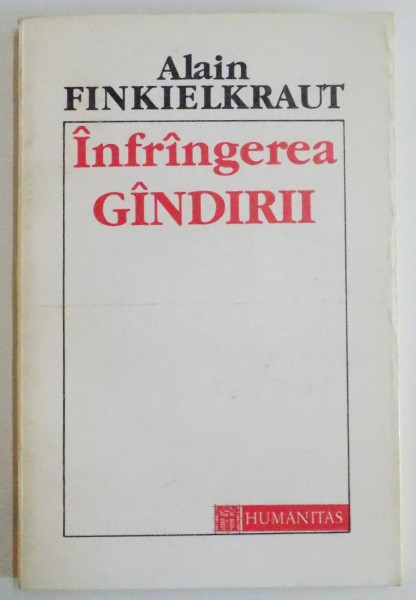 Alain
FINKIELKRAUT
Înfrîngerea
GÎNDIRII
HUMANITAS